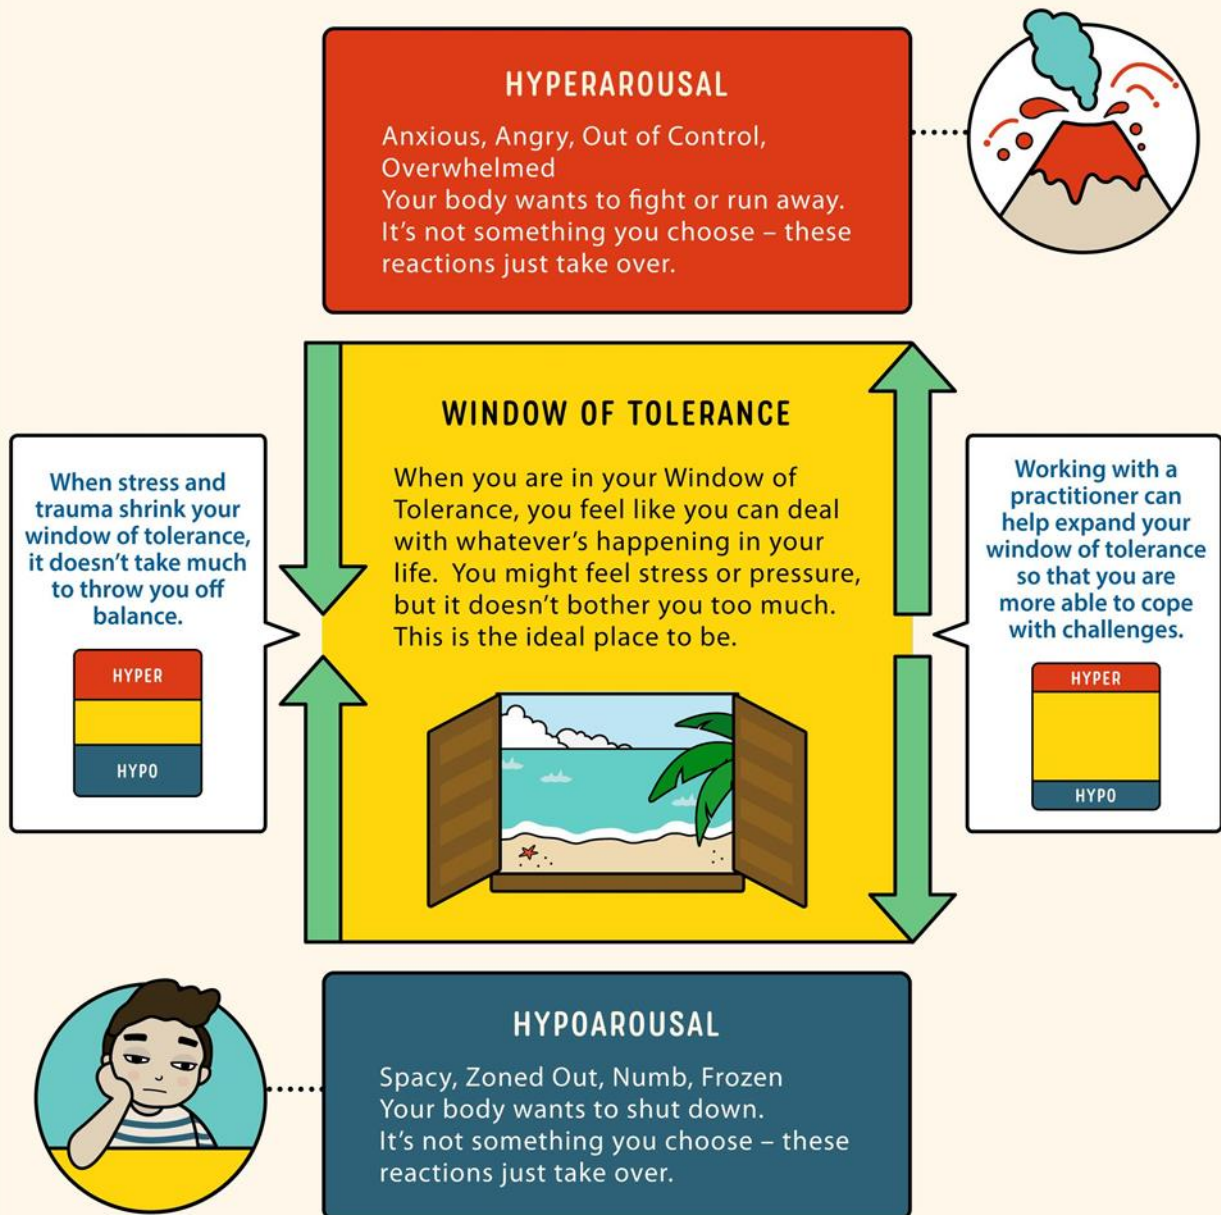 HYPERAROUSAL
Anxious, Angry, Out of Control,
Overwhelmed
Your body wants to fight or run away.
It’s not something you choose – these
reactions just take over.
WINDOW OF TOLERANCE
When you are in your Window of
Tolerance, you feel like you can deal
with whatever’s happening in your
life.  You might feel stress or pressure,
but it doesn’t bother you too much.
This is the ideal place to be.
When stress and
trauma shrink your
window of tolerance,
it doesn’t take much
to throw you off
balance.
HYPER
HYPO
Working with a
practitioner can
help expand your
window of tolerance
so that you are
more able to cope
with challenges.
HYPER
HYPO
HYPOAROUSAL
Spacy, Zoned Out, Numb, Frozen
Your body wants to shut down.
It’s not something you choose – these
reactions just take over.